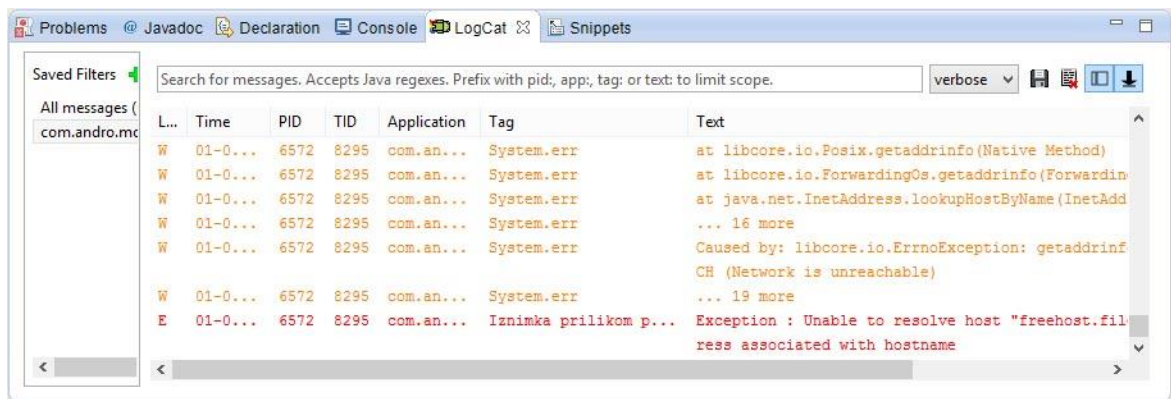 Problems @ Javadoc Declaration Console LogCat Snippets
Saved Filters
All messages (
com.andro.mc
Search for messages. Accepts Java regexes. Prefix with pid:, app:, tag: or text: to limit scope. verbose
L... Time PID TID Application Tag Text
W 01-0... 6572 8295 com.an... System.err at libcore.io.Posix.getaddrinfo(Native Method)
W 01-0... 6572 8295 com.an... System.err at libcore.io.ForwardingOs.getaddrinfo(Forwardin
W 01-0... 6572 8295 com.an... System.err at java.net.InetAddress.lookupHostByName(InetAdd
W 01-0... 6572 8295 com.an... System.err ... 16 more
W 01-0... 6572 8295 com.an... System.err Caused by: libcore.io.ErrnoException: getaddrinf
CH (Network is unreachable)
W 01-0... 6572 8295 com.an... System.err ... 19 more
E 01-0... 6572 8295 com.an... Iznimka prilikom p... Exception : Unable to resolve host "freehost.fil
ress associated with hostname